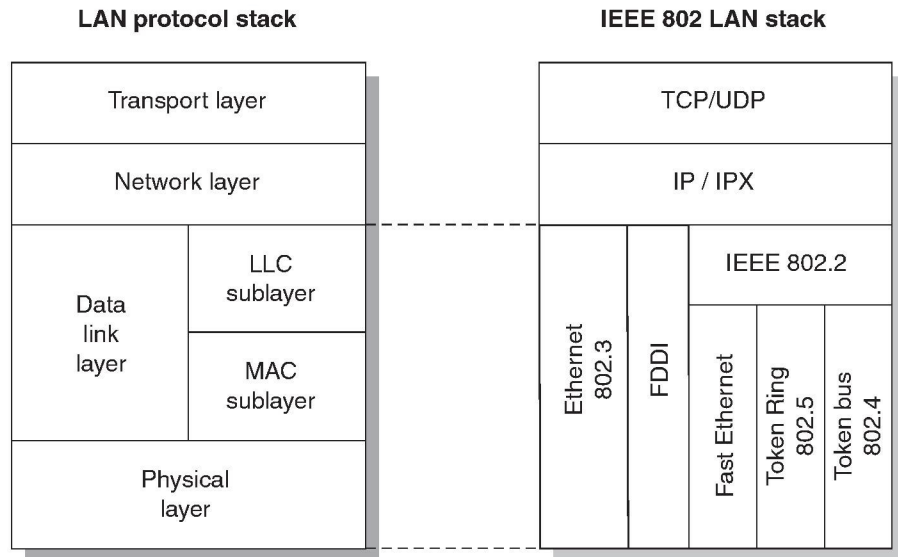 LAN protocol stack
Transport layer
Network layer
Data
link
layer
LLC
sublayer
MAC
sublayer
Physical
layer
IEEE 802 LAN stack
TCP/UDP
IP / IPX
IEEE 802.2
Ethernet
802.3
FDDI
Fast Ethernet
Token Ring
802.5
Token bus
802.4